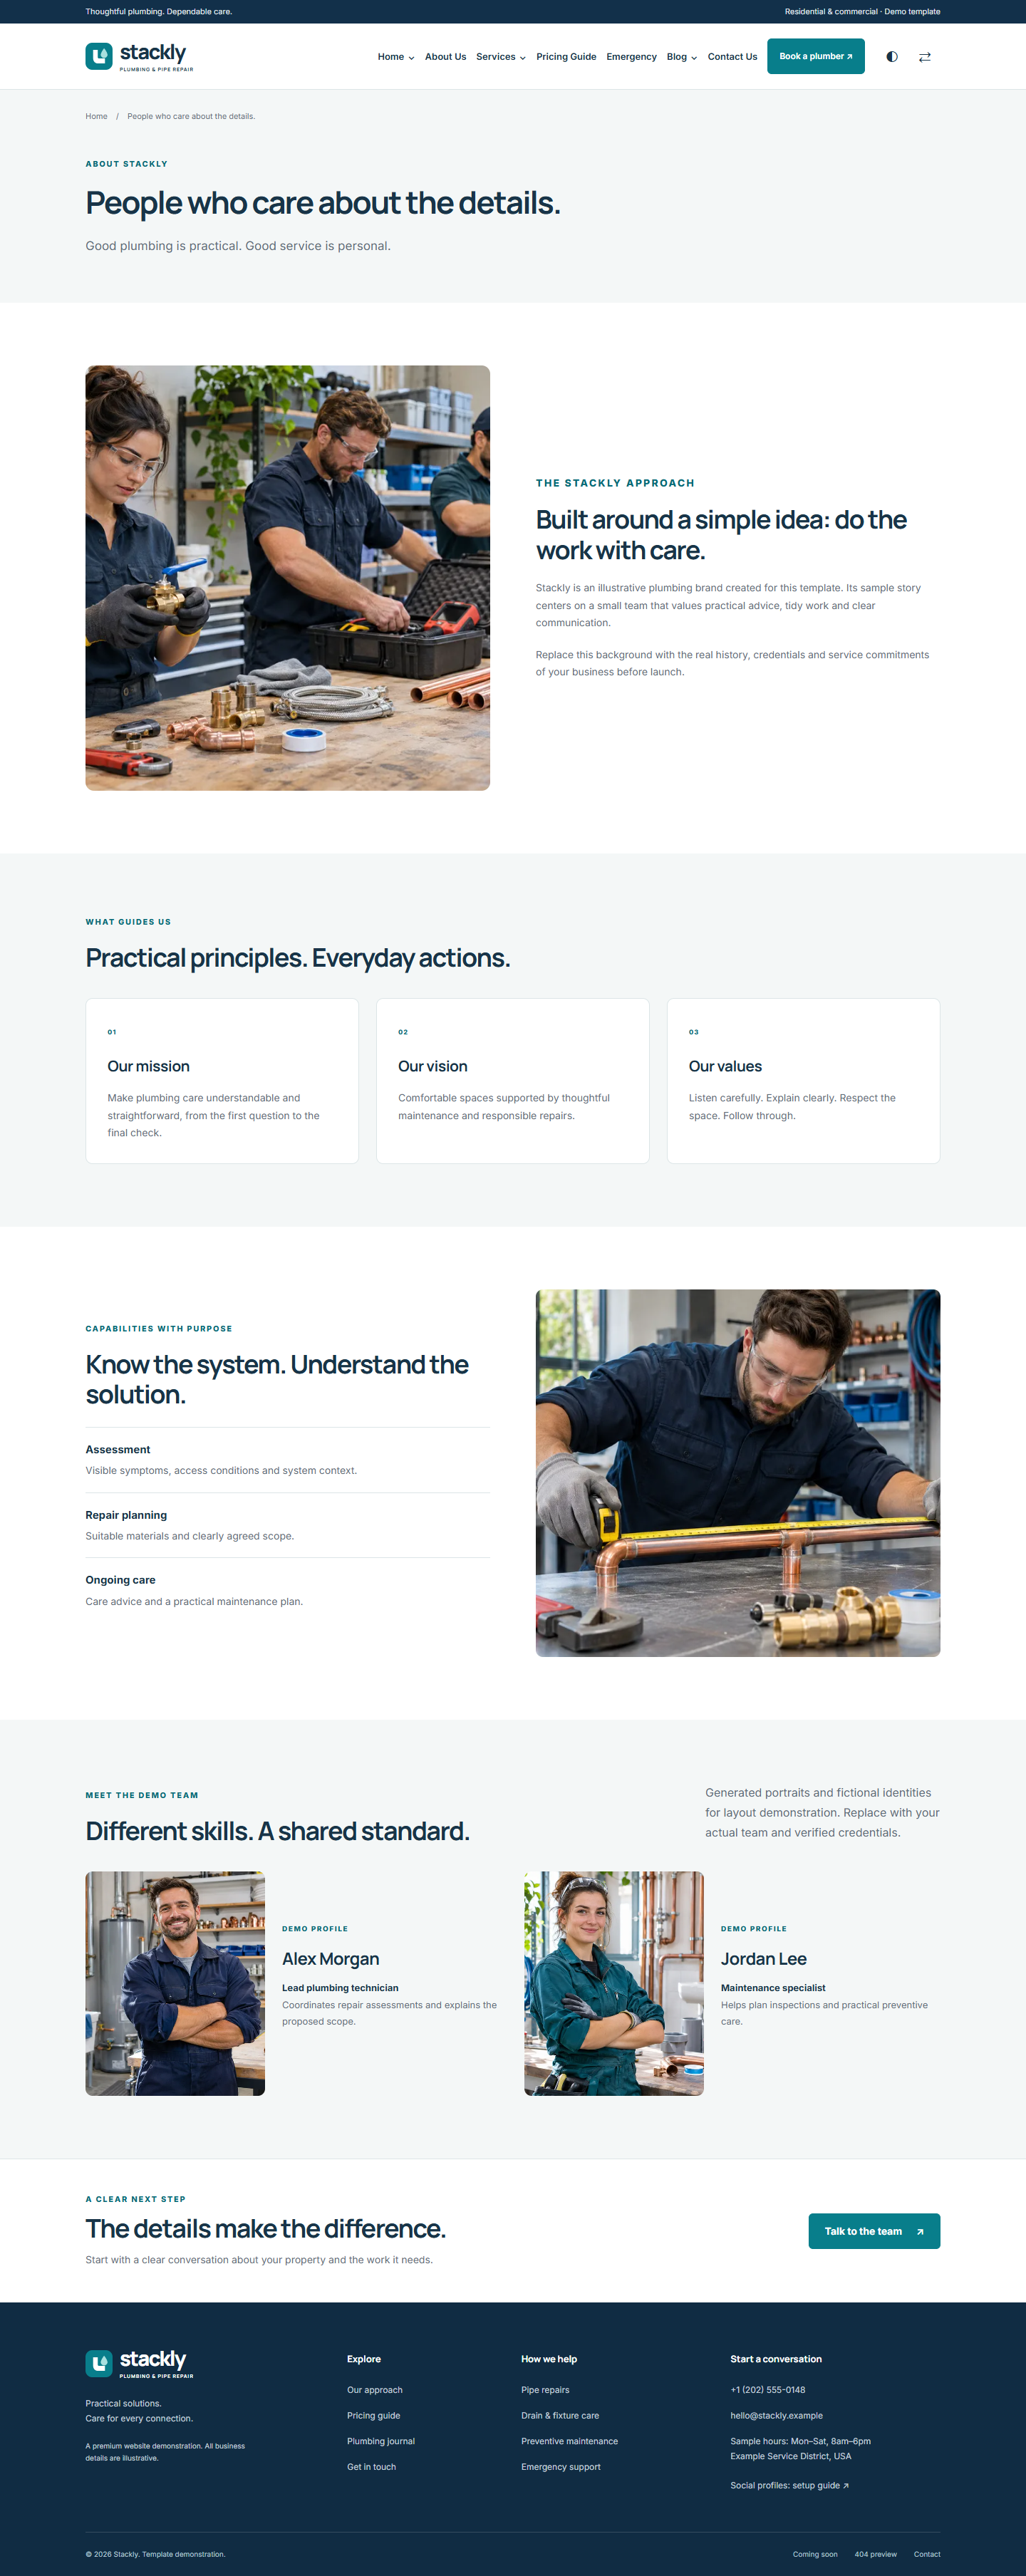 Thoughtful plumbing. Dependable care.
Residential & commercial · Demo template
stackly
PLUMBING & PIPE REPAIR
Home
About Us
Services
Pricing Guide
Emergency
Blog
Contact Us
Book a plumber ↗
Home / People who care about the details.
ABOUT STACKLY
People who care about the details.
Good plumbing is practical. Good service is personal.
THE STACKLY APPROACH
Built around a simple idea: do the
work with care.
Stackly is an illustrative plumbing brand created for this template. Its sample story
centers on a small team that values practical advice, tidy work and clear
communication.
Replace this background with the real history, credentials and service commitments
of your business before launch.
WHAT GUIDES US
Practical principles. Everyday actions.
01
Our mission
Make plumbing care understandable and
straightforward, from the first question to the
final check.
02
Our vision
Comfortable spaces supported by thoughtful
maintenance and responsible repairs.
03
Our values
Listen carefully. Explain clearly. Respect the
space. Follow through.
CAPABILITIES WITH PURPOSE
Know the system. Understand the
solution.
Assessment
Visible symptoms, access conditions and system context.
Repair planning
Suitable materials and clearly agreed scope.
Ongoing care
Care advice and a practical maintenance plan.
MEET THE DEMO TEAM
Different skills. A shared standard.
Generated portraits and fictional identities
for layout demonstration. Replace with your
actual team and verified credentials.
DEMO PROFILE
Alex Morgan
Lead plumbing technician
Coordinates repair assessments and explains the
proposed scope.
DEMO PROFILE
Jordan Lee
Maintenance specialist
Helps plan inspections and practical preventive
care.
A CLEAR NEXT STEP
The details make the difference.
Start with a clear conversation about your property and the work it needs.
Talk to the team ↗
stackly
PLUMBING & PIPE REPAIR
Practical solutions.
Care for every connection.
A premium website demonstration. All business
details are illustrative.
Explore
Our approach
Pricing guide
Plumbing journal
Get in touch
How we help
Pipe repairs
Drain & fixture care
Preventive maintenance
Emergency support
Start a conversation
+1 (202) 555-0148
hello@stackly.example
Sample hours: Mon–Sat, 8am–6pm
Example Service District, USA
Social profiles: setup guide ↗
© 2026 Stackly. Template demonstration.
Coming soon
404 preview
Contact